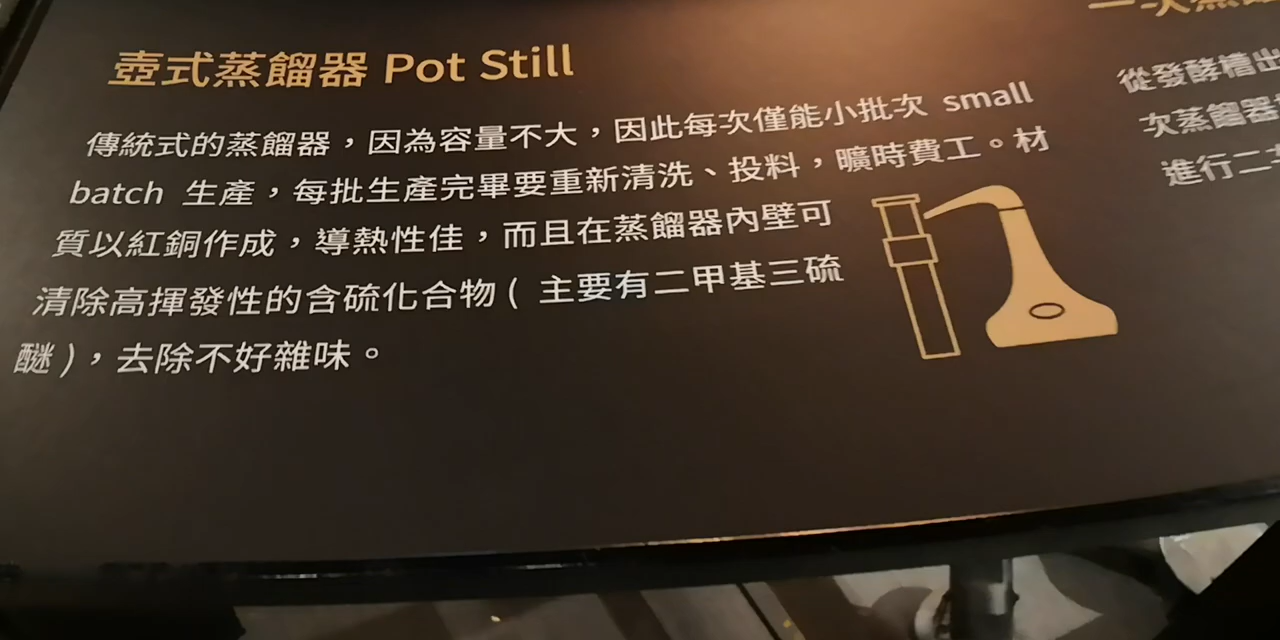 壺式蒸餾器 Pot Still
傳統式的蒸餾器，因為容量不大，因此每次僅能小批次 small
batch 生產，每批生產完畢要重新清洗、投料，曠時費工。材
質以紅銅作成，導熱性佳，而且在蒸餾器內壁可
清除高揮發性的含硫化合物 ( 主要有二甲基三硫
醚 )，去除不好雜味。
一次蒸餾
從發酵槽出
次蒸餾器
進行二